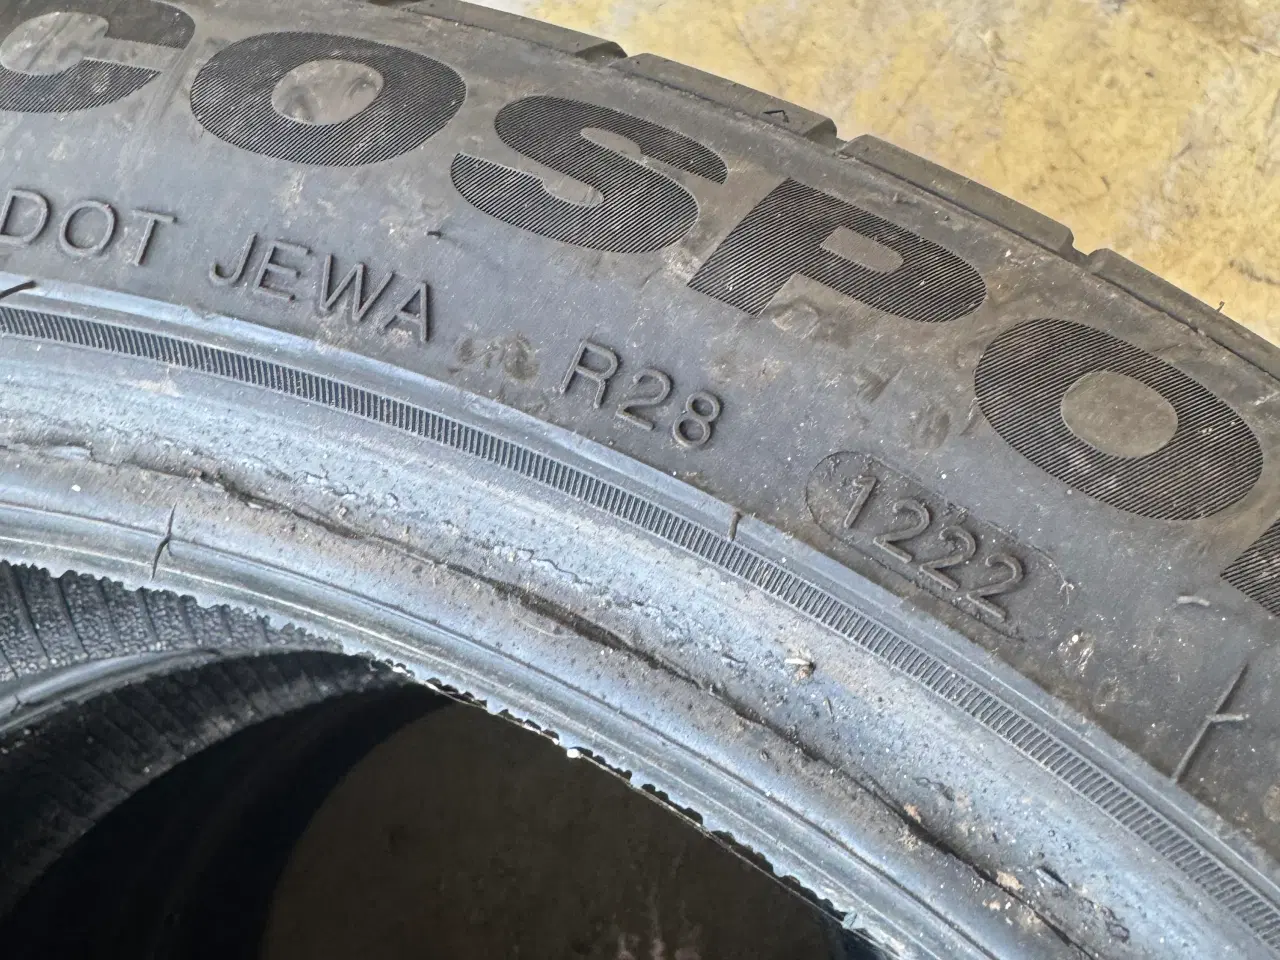 COSPO
DOT JEWA R28 1222